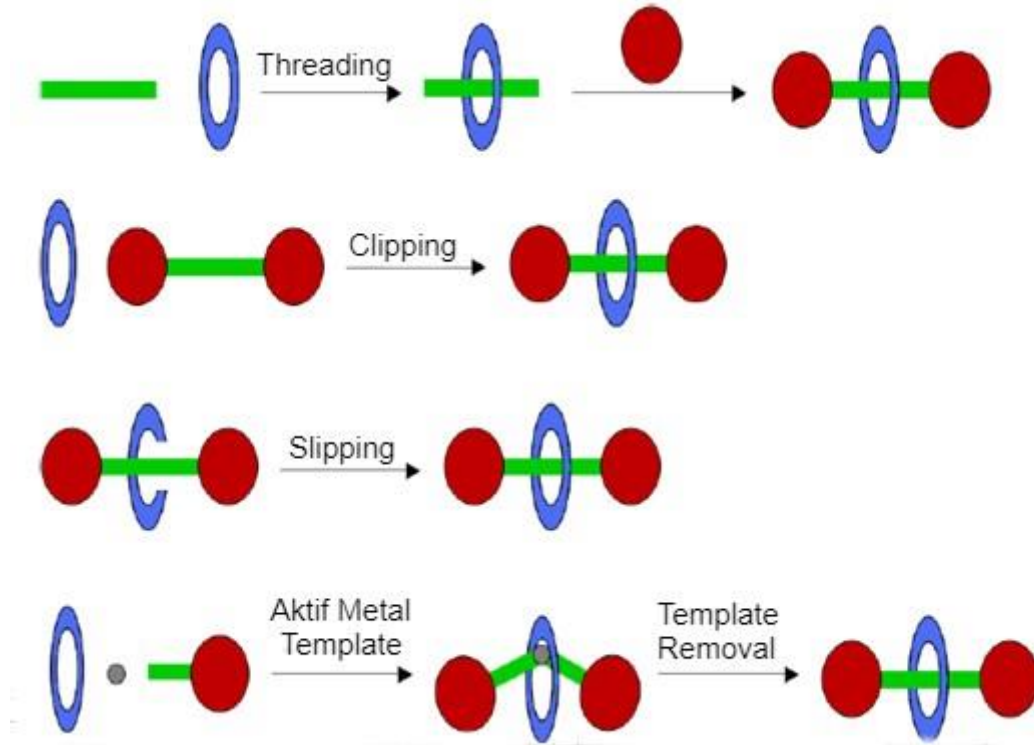 Threading
Clipping
Slipping
Aktif Metal
Template
Template
Removal